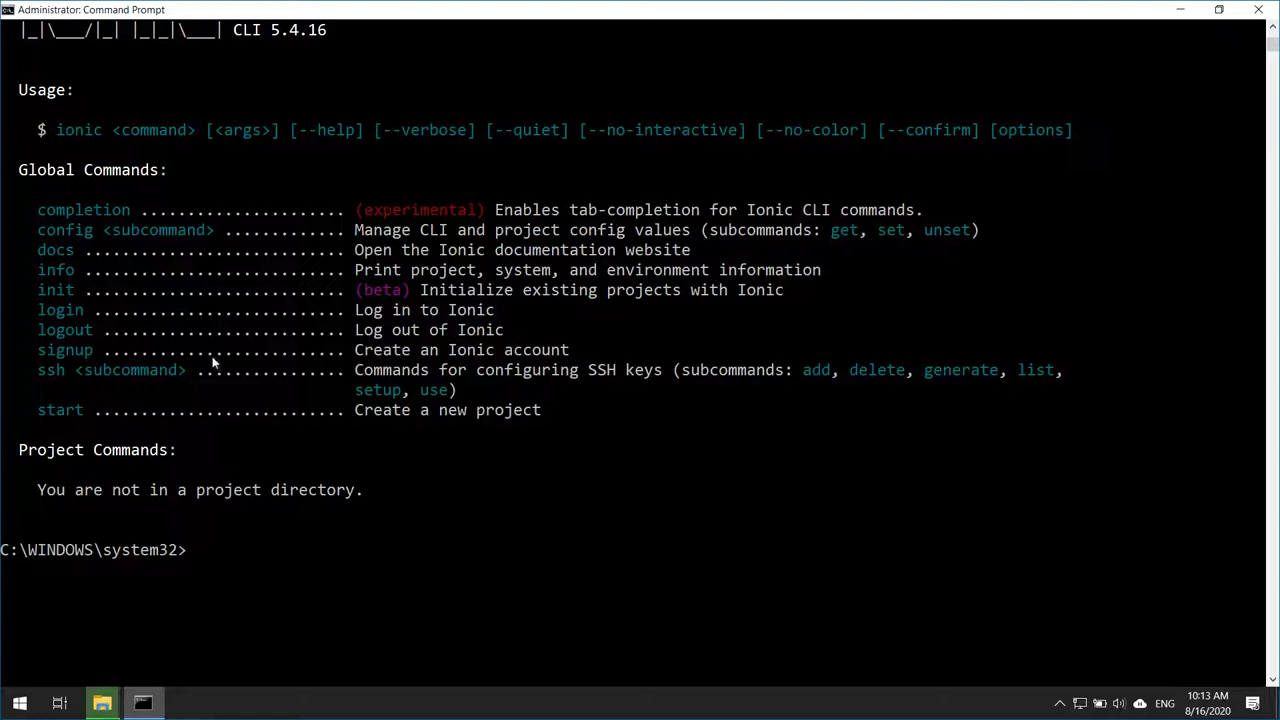 Administrator: Command Prompt
|_|\___/|_| |_|_|\___| CLI 5.4.16
Usage:
$ ionic <command> [<args>] [--help] [--verbose] [--quiet] [--no-interactive] [--no-color] [--confirm] [options]
Global Commands:
completion ...................... (experimental) Enables tab-completion for Ionic CLI commands.
config <subcommand> ............. Manage CLI and project config values (subcommands: get, set, unset)
docs ............................ Open the Ionic documentation website
info ............................ Print project, system, and environment information
init ............................ (beta) Initialize existing projects with Ionic
login ........................... Log in to Ionic
logout .......................... Log out of Ionic
signup .......................... Create an Ionic account
ssh <subcommand> ................ Commands for configuring SSH keys (subcommands: add, delete, generate, list,
setup, use)
start ........................... Create a new project
Project Commands:
You are not in a project directory.
C:\WINDOWS\system32>
ENG
10:13 AM
8/16/2020